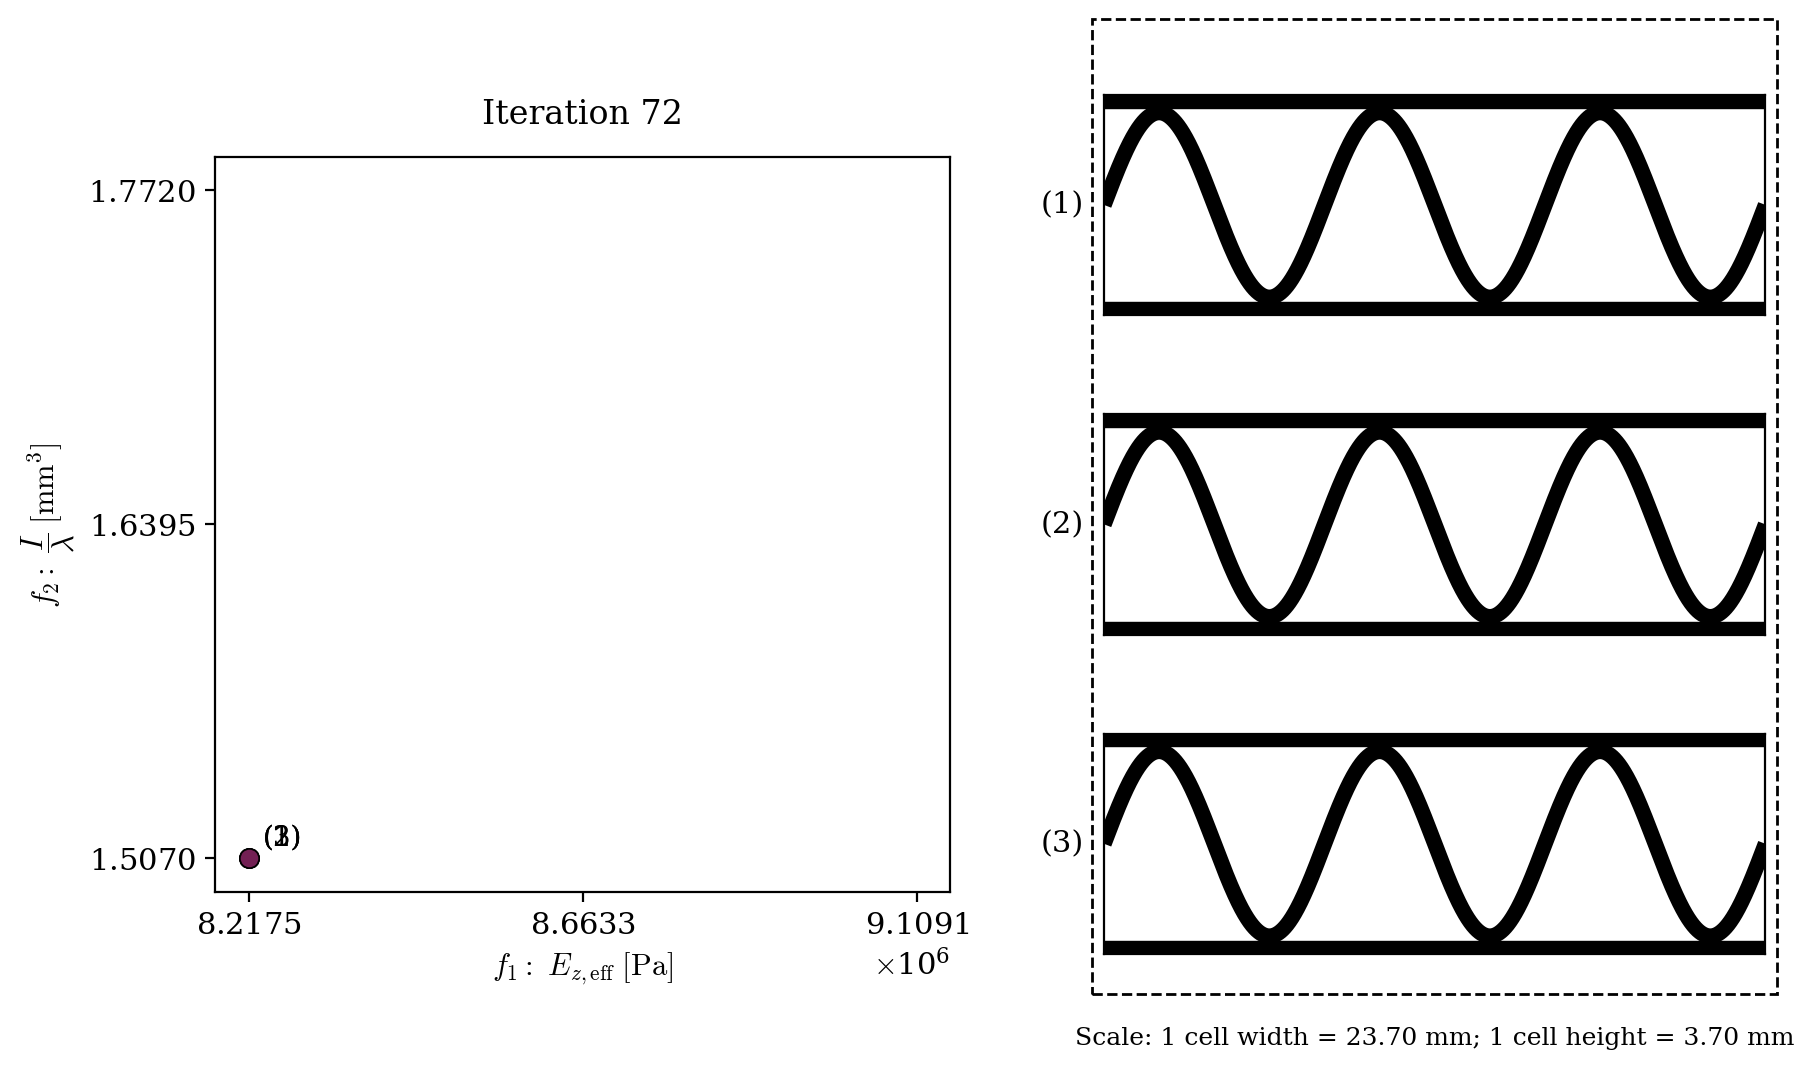 Iteration 72
1.7720
1.6395
1.5070
f₂ : I/λ [mm³]
8.2175 8.6633 9.1091
×10⁶
f₁ : E_{z,eff} [Pa]
(1)
(2)
(3)
Scale: 1 cell width = 23.70 mm; 1 cell height = 3.70 mm